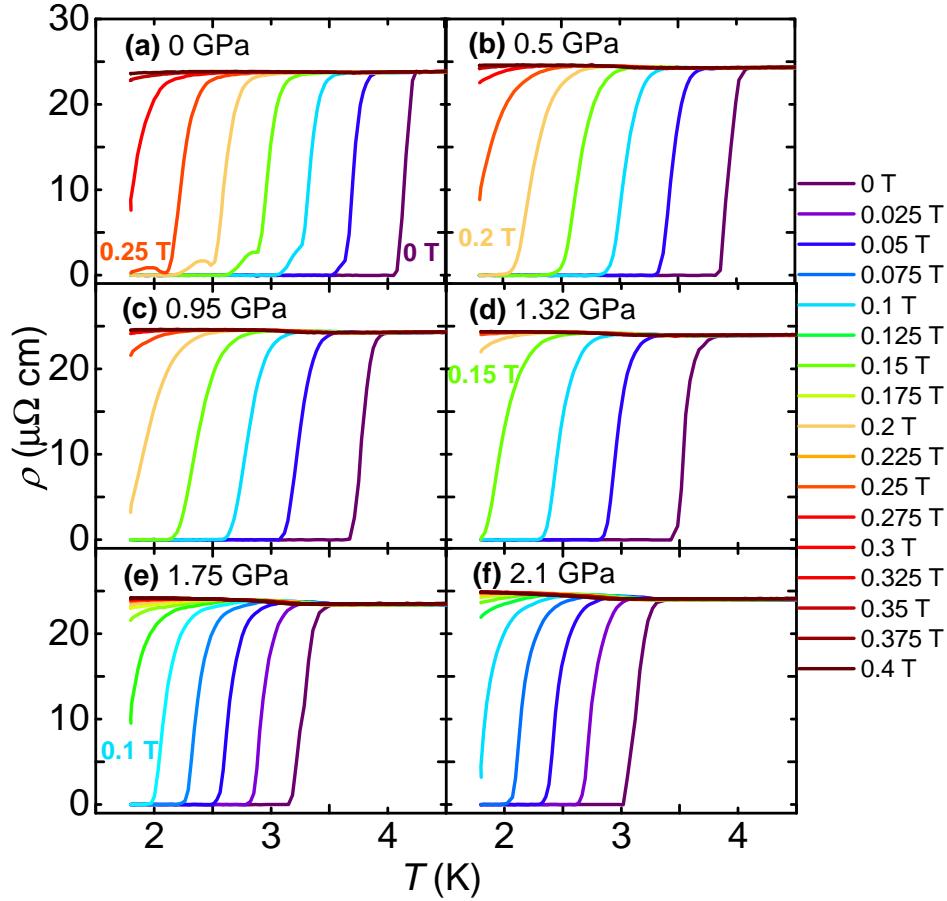 30
20
10
0
(a) 0 GPa
0.25 T
0 T
(b) 0.5 GPa
0.2 T
ρ (μΩ cm)
20
10
0
(c) 0.95 GPa
(d) 1.32 GPa
0.15 T
20
10
0
(e) 1.75 GPa
0.1 T
(f) 2.1 GPa
2 3 4 2 3 4
T (K)
0 T
0.025 T
0.05 T
0.075 T
0.1 T
0.125 T
0.15 T
0.175 T
0.2 T
0.225 T
0.25 T
0.275 T
0.3 T
0.325 T
0.35 T
0.375 T
0.4 T